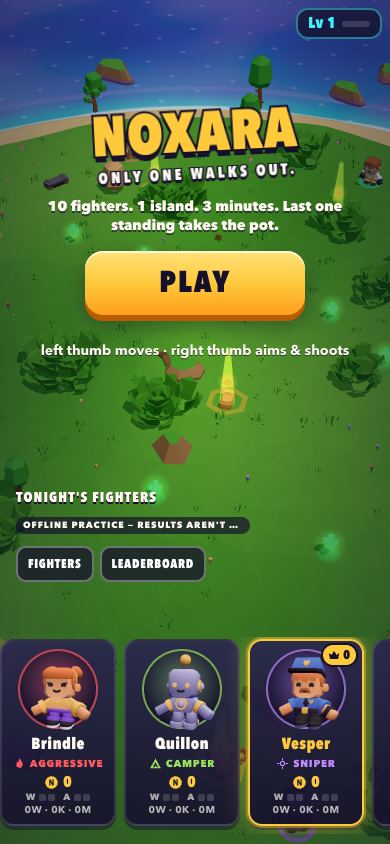 Lv 1
NOXARA
ONLY ONE WALKS OUT.
10 fighters. 1 island. 3 minutes. Last one
standing takes the pot.
PLAY
left thumb moves · right thumb aims & shoots
TONIGHT'S FIGHTERS
OFFLINE PRACTICE – RESULTS AREN'T ...
FIGHTERS
LEADERBOARD
0
Brindle
AGGRESSIVE
N 0
W A
0W · 0K · 0M
Quillon
CAMPER
N 0
W A
0W · 0K · 0M
Vesper
SNIPER
N 0
W A
0W · 0K · 0M